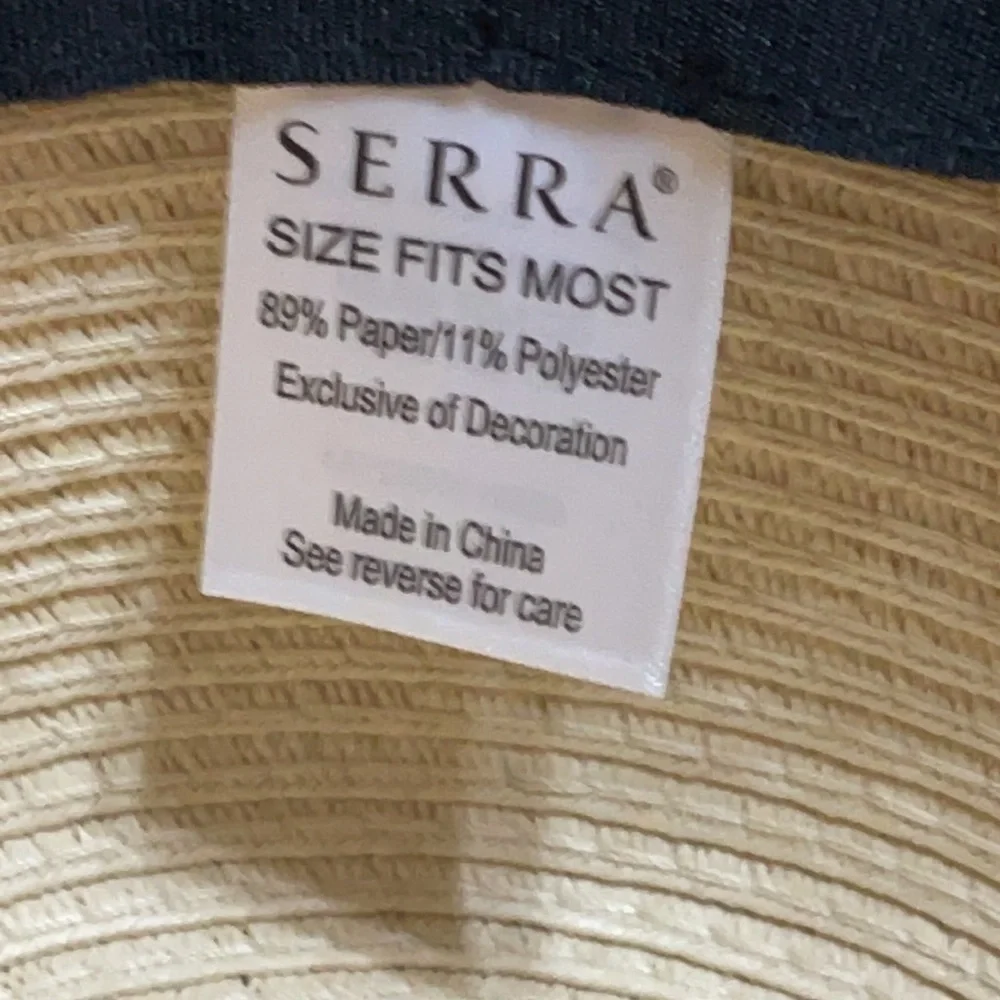 SERRA®
SIZE FITS MOST
89% Paper/11% Polyester
Exclusive of Decoration
Made in China
See reverse for care